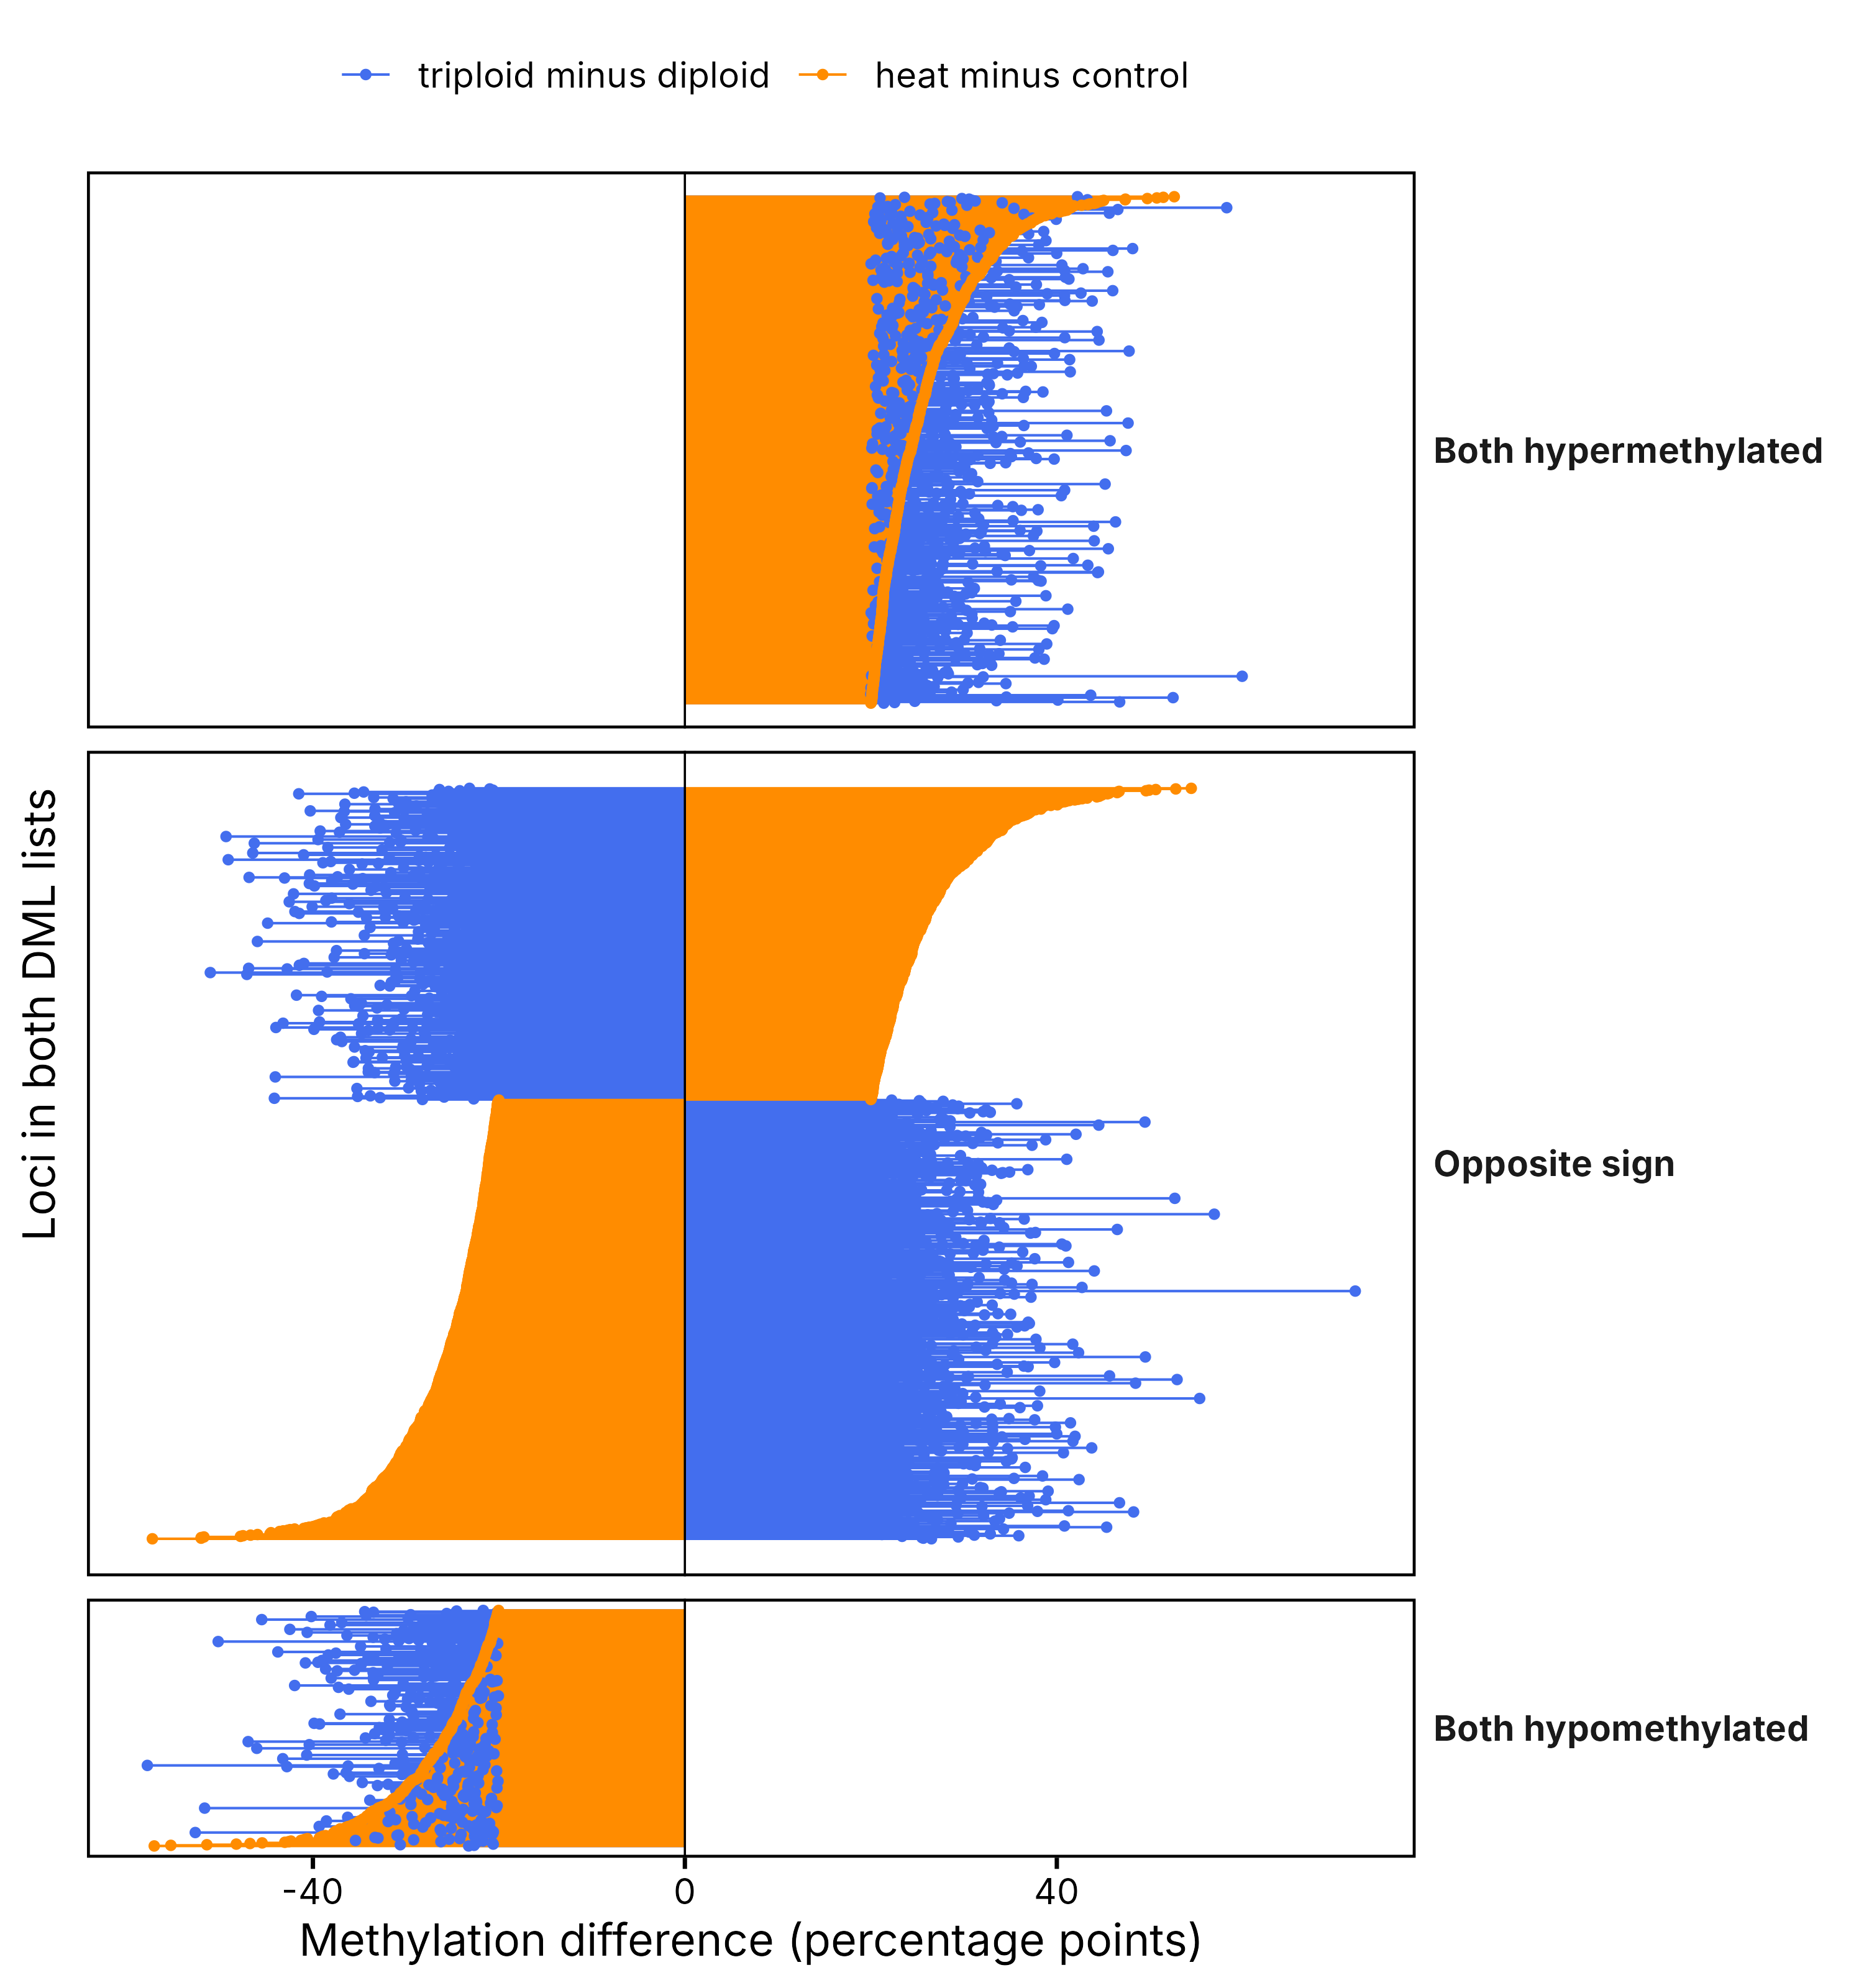 triploid minus diploid heat minus control
Both hypermethylated
Loci in both DML lists
Opposite sign
Both hypomethylated
-40 0 40
Methylation difference (percentage points)